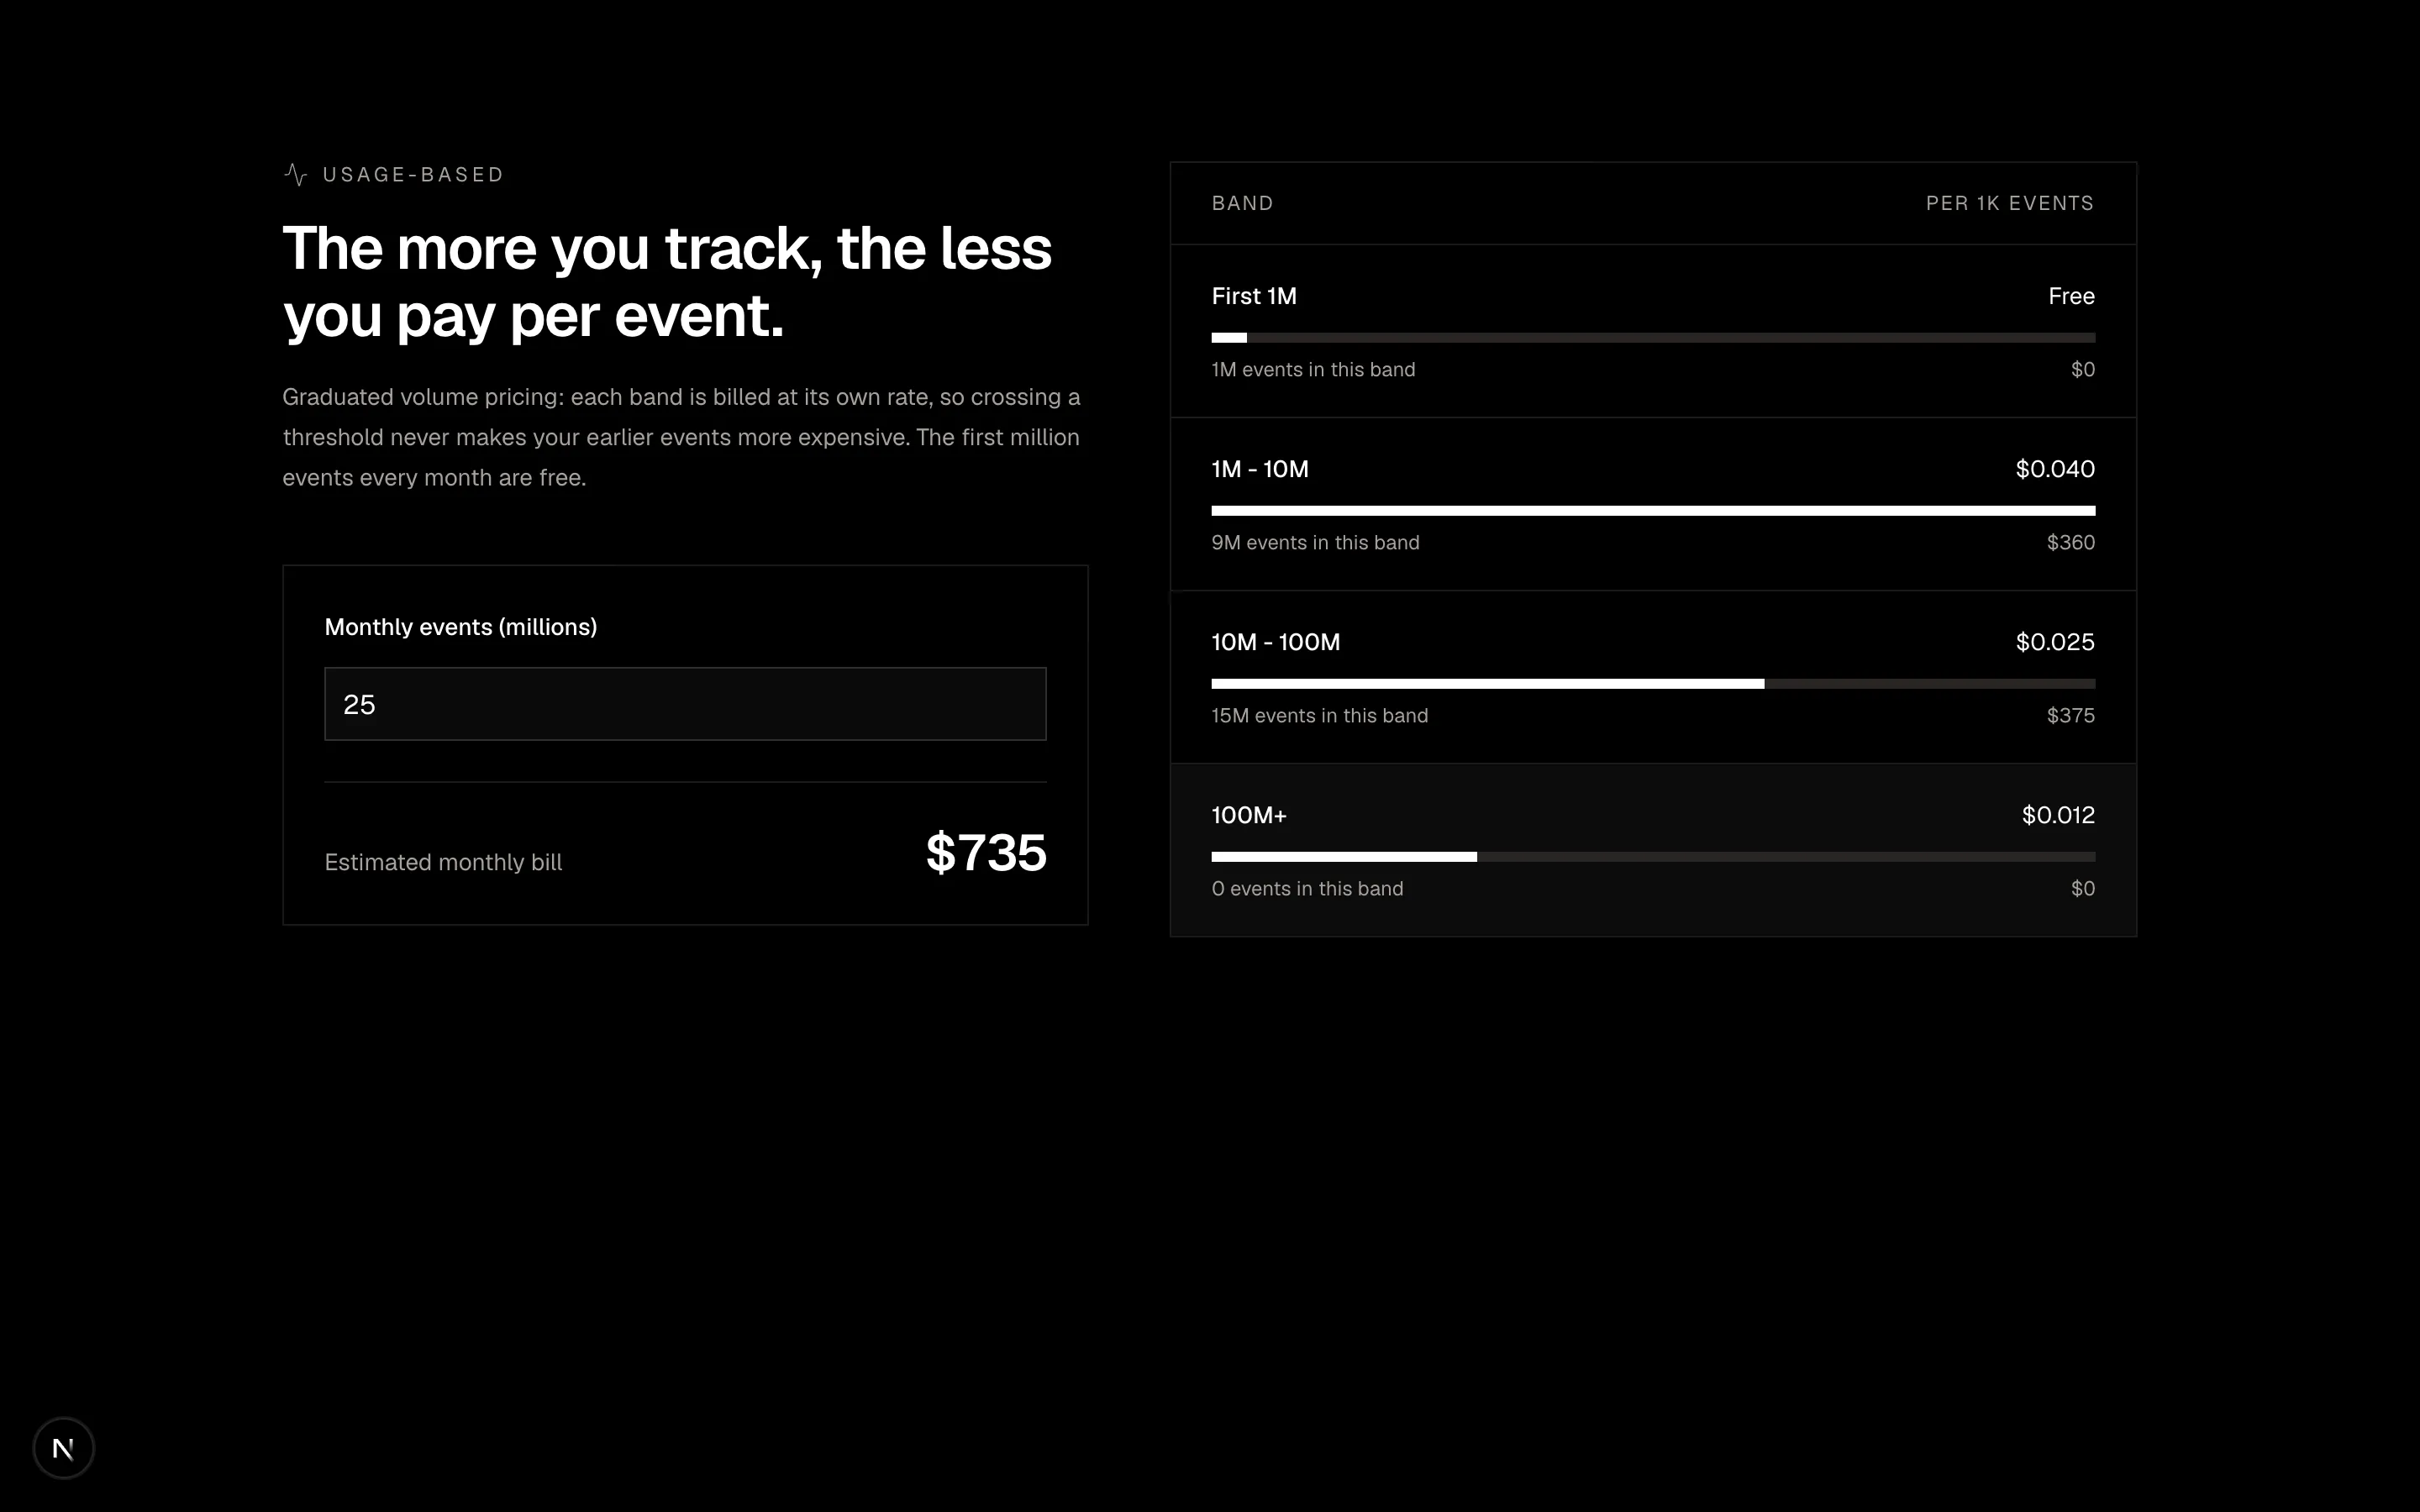 USAGE-BASED
The more you track, the less
you pay per event.
Graduated volume pricing: each band is billed at its own rate, so crossing a
threshold never makes your earlier events more expensive. The first million
events every month are free.
Monthly events (millions)
25
Estimated monthly bill
$735
BAND
PER 1K EVENTS
First 1M
Free
1M events in this band
$0
1M - 10M
$0.040
9M events in this band
$360
10M - 100M
$0.025
15M events in this band
$375
100M+
$0.012
0 events in this band
$0
N